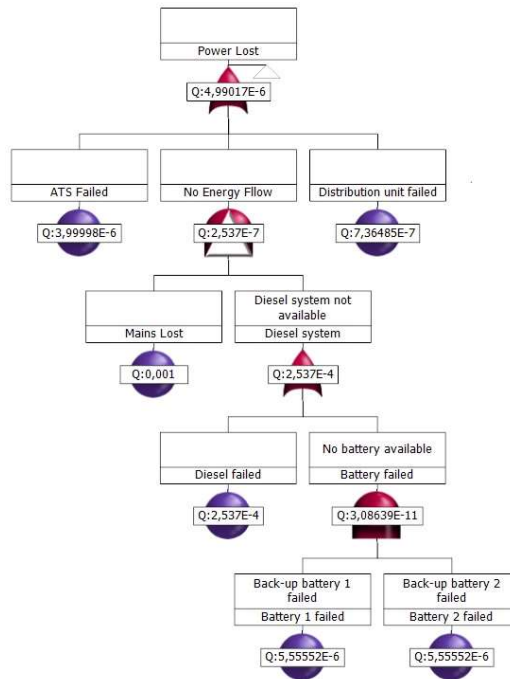 Power Lost
Q:4,99017E-6
ATS Failed
No Energy Fllow
Distribution unit failed
Q:3,99998E-6
Q:2,537E-7
Q:7,36485E-7
Diesel system not
available
Mains Lost
Diesel system
Q:0,001
Q:2,537E-4
No battery available
Diesel failed
Battery failed
Q:2,537E-4
Q:3,08639E-11
Back-up battery 1
failed
Back-up battery 2
failed
Battery 1 failed
Battery 2 failed
Q:5,55552E-6
Q:5,55552E-6